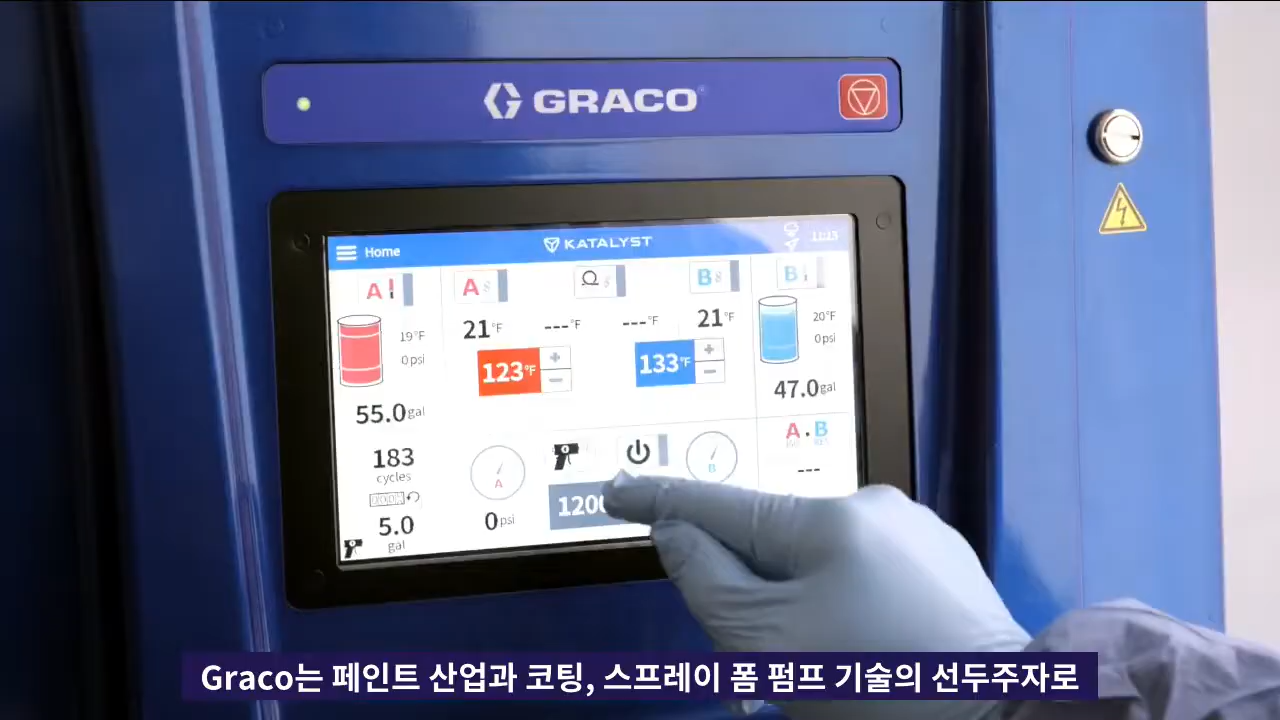 GRACO
Home
KATALYST
11:13
A
A
B
B
19°F
0psi
21°F
---°F
---°F
21°F
20°F
0psi
123°F
+
−
133°F
+
−
55.0gal
47.0gal
183
cycles
A
B
A.B
---
5.0
gal
0psi
1200
Graco는 페인트 산업과 코팅, 스프레이 폼 펌프 기술의 선두주자로